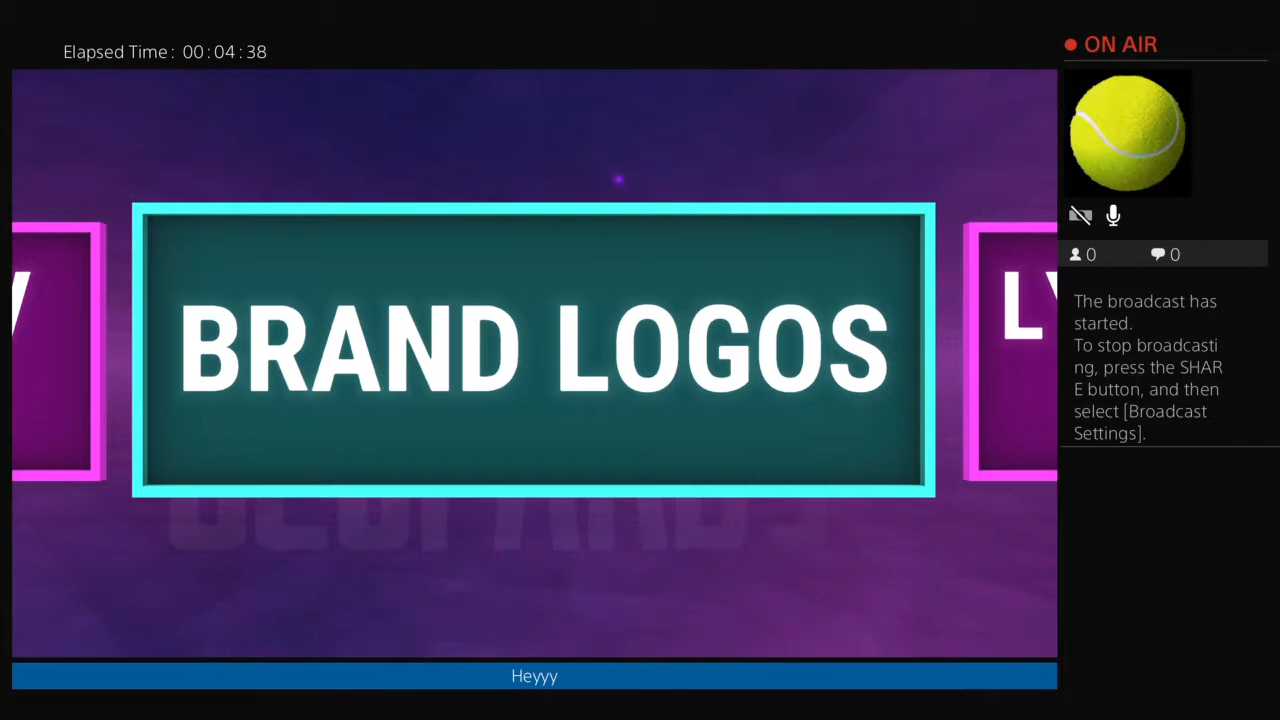 Elapsed Time: 00:04:38
ON AIR
0 0
BRAND LOGOS
The broadcast has
started.
To stop broadcasti
ng, press the SHAR
E button, and then
select [Broadcast
Settings].
Heyyy